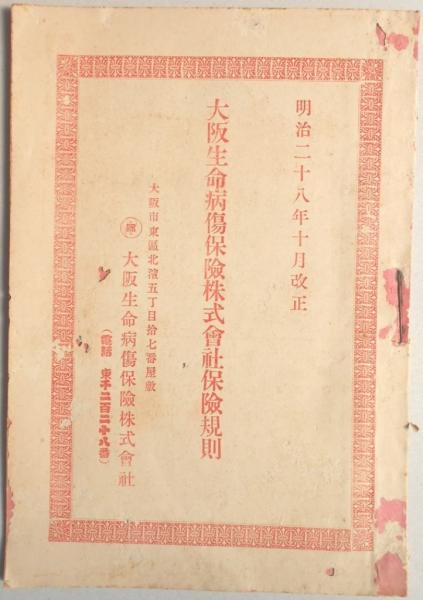 明治二十八年十月改正
大阪生命病傷保險株式會社保險規則
大阪市東區北濵五丁目拾七番屋敷
大阪生命病傷保險株式會社
（電話 東千二百二十八番）